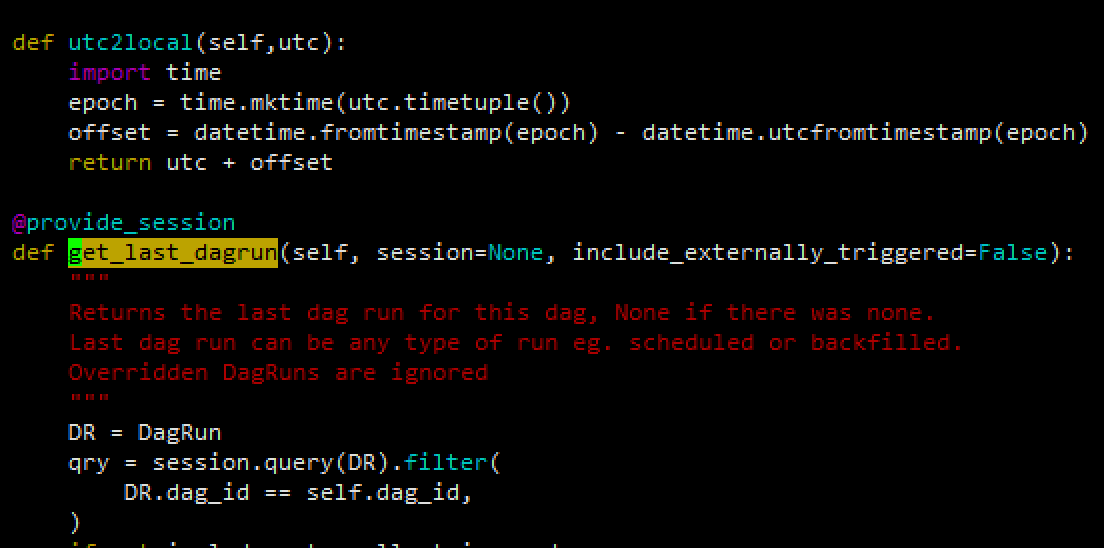 def utc2local(self,utc):
    import time
    epoch = time.mktime(utc.timetuple())
    offset = datetime.fromtimestamp(epoch) - datetime.utcfromtimestamp(epoch)
    return utc + offset
@provide_session
def get_last_dagrun(self, session=None, include_externally_triggered=False):
    """
    Returns the last dag run for this dag, None if there was none.
    Last dag run can be any type of run eg. scheduled or backfilled.
    Overridden DagRuns are ignored
    """
    DR = DagRun
    qry = session.query(DR).filter(
        DR.dag_id == self.dag_id,
    )